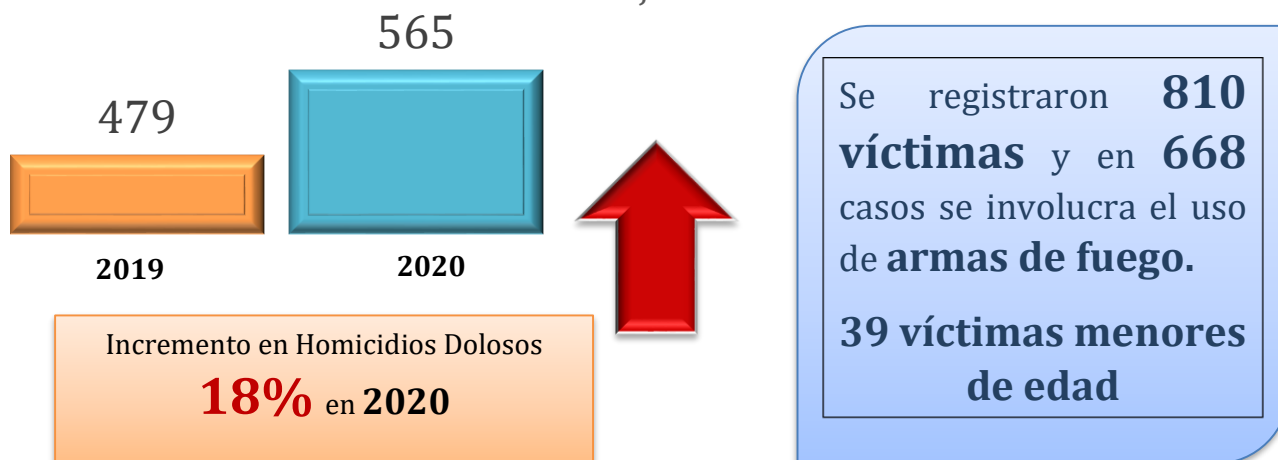 565
479
2019
2020
Incremento en Homicidios Dolosos
18% en 2020
Se registraron 810
víctimas y en 668
casos se involucra el uso
de armas de fuego.
39 víctimas menores
de edad